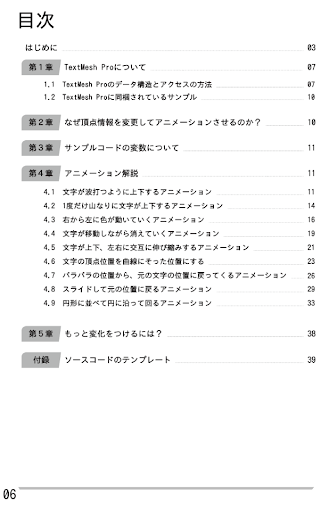 目次
はじめに 03
第1章 TextMesh Proについて 07
1.1 TextMesh Proのデータ構造とアクセスの方法 07
1.2 TextMesh Proに同梱されているサンプル 10
第2章 なぜ頂点情報を変更してアニメーションさせるのか？ 10
第3章 サンプルコードの変数について 11
第4章 アニメーション解説 11
4.1 文字が波打つように上下するアニメーション 11
4.2 1度だけ山なりに文字が上下するアニメーション 14
4.3 右から左に色が動いていくアニメーション 16
4.4 文字が移動しながら消えていくアニメーション 19
4.5 文字が上下、左右に交互に伸び縮みするアニメーション 21
4.6 文字の頂点位置を曲線にそった位置にする 23
4.7 バラバラの位置から、元の文字の位置に戻ってくるアニメーション 26
4.8 スライドして元の位置に戻るアニメーション 29
4.9 円形に並べて円に沿って回るアニメーション 33
第5章 もっと変化をつけるには？ 38
付録 ソースコードのテンプレート 39
06